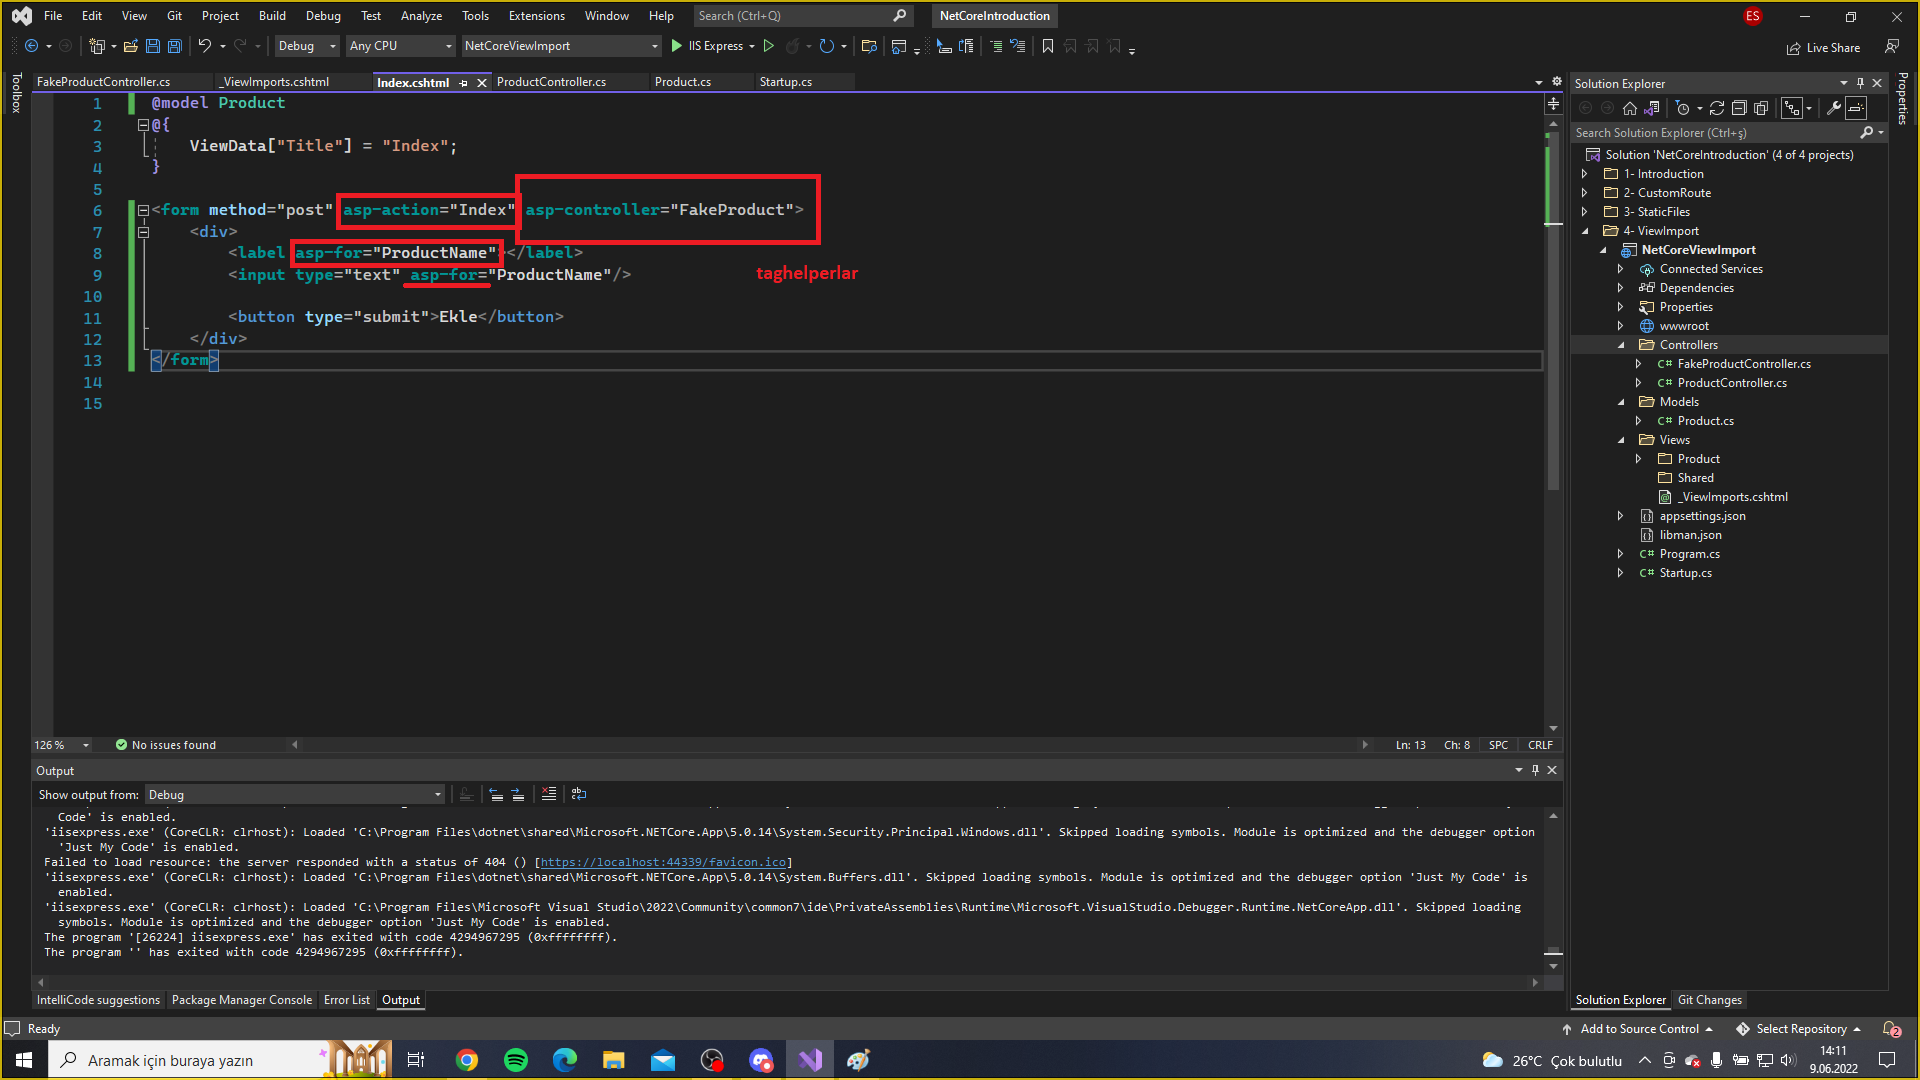 File Edit View Git Project Build Debug Test Analyze Tools Extensions Window Help Search (Ctrl+Q) NetCoreIntroduction ES
Debug Any CPU NetCoreViewImport IIS Express Live Share
Toolbox
FakeProductController.cs _ViewImports.cshtml Index.cshtml ProductController.cs Product.cs Startup.cs
1 @model Product
2 @{
3 ViewData["Title"] = "Index";
4 }
5
6 <form method="post" asp-action="Index" asp-controller="FakeProduct">
7 <div>
8 <label asp-for="ProductName"></label>
9 <input type="text" asp-for="ProductName"/>
taghelperlar
10
11 <button type="submit">Ekle</button>
12 </div>
13 </form>
14
15
126 % No issues found Ln: 13 Ch: 8 SPC CRLF
Output
Show output from: Debug
Code' is enabled.
'iisexpress.exe' (CoreCLR: clrhost): Loaded 'C:\Program Files\dotnet\shared\Microsoft.NETCore.App\5.0.14\System.Security.Principal.Windows.dll'. Skipped loading symbols. Module is optimized and the debugger option
'Just My Code' is enabled.
Failed to load resource: the server responded with a status of 404 () [https://localhost:44339/favicon.ico]
'iisexpress.exe' (CoreCLR: clrhost): Loaded 'C:\Program Files\dotnet\shared\Microsoft.NETCore.App\5.0.14\System.Buffers.dll'. Skipped loading symbols. Module is optimized and the debugger option 'Just My Code' is
enabled.
'iisexpress.exe' (CoreCLR: clrhost): Loaded 'C:\Program Files\Microsoft Visual Studio\2022\Community\common7\ide\PrivateAssemblies\Runtime\Microsoft.VisualStudio.Debugger.Runtime.NetCoreApp.dll'. Skipped loading
symbols. Module is optimized and the debugger option 'Just My Code' is enabled.
The program '[26224] iisexpress.exe' has exited with code 4294967295 (0xffffffff).
The program '' has exited with code 4294967295 (0xffffffff).
IntelliCode suggestions Package Manager Console Error List Output
Solution Explorer
Search Solution Explorer (Ctrl+ş)
Solution 'NetCoreIntroduction' (4 of 4 projects)
1- Introduction
2- CustomRoute
3- StaticFiles
4- ViewImport
NetCoreViewImport
Connected Services
Dependencies
Properties
wwwroot
Controllers
C# FakeProductController.cs
C# ProductController.cs
Models
C# Product.cs
Views
Product
Shared
_ViewImports.cshtml
appsettings.json
libman.json
C# Program.cs
C# Startup.cs
Solution Explorer Git Changes
Properties
Ready Add to Source Control Select Repository 2
Aramak için buraya yazın 26°C Çok bulutlu 14:11
9.06.2022